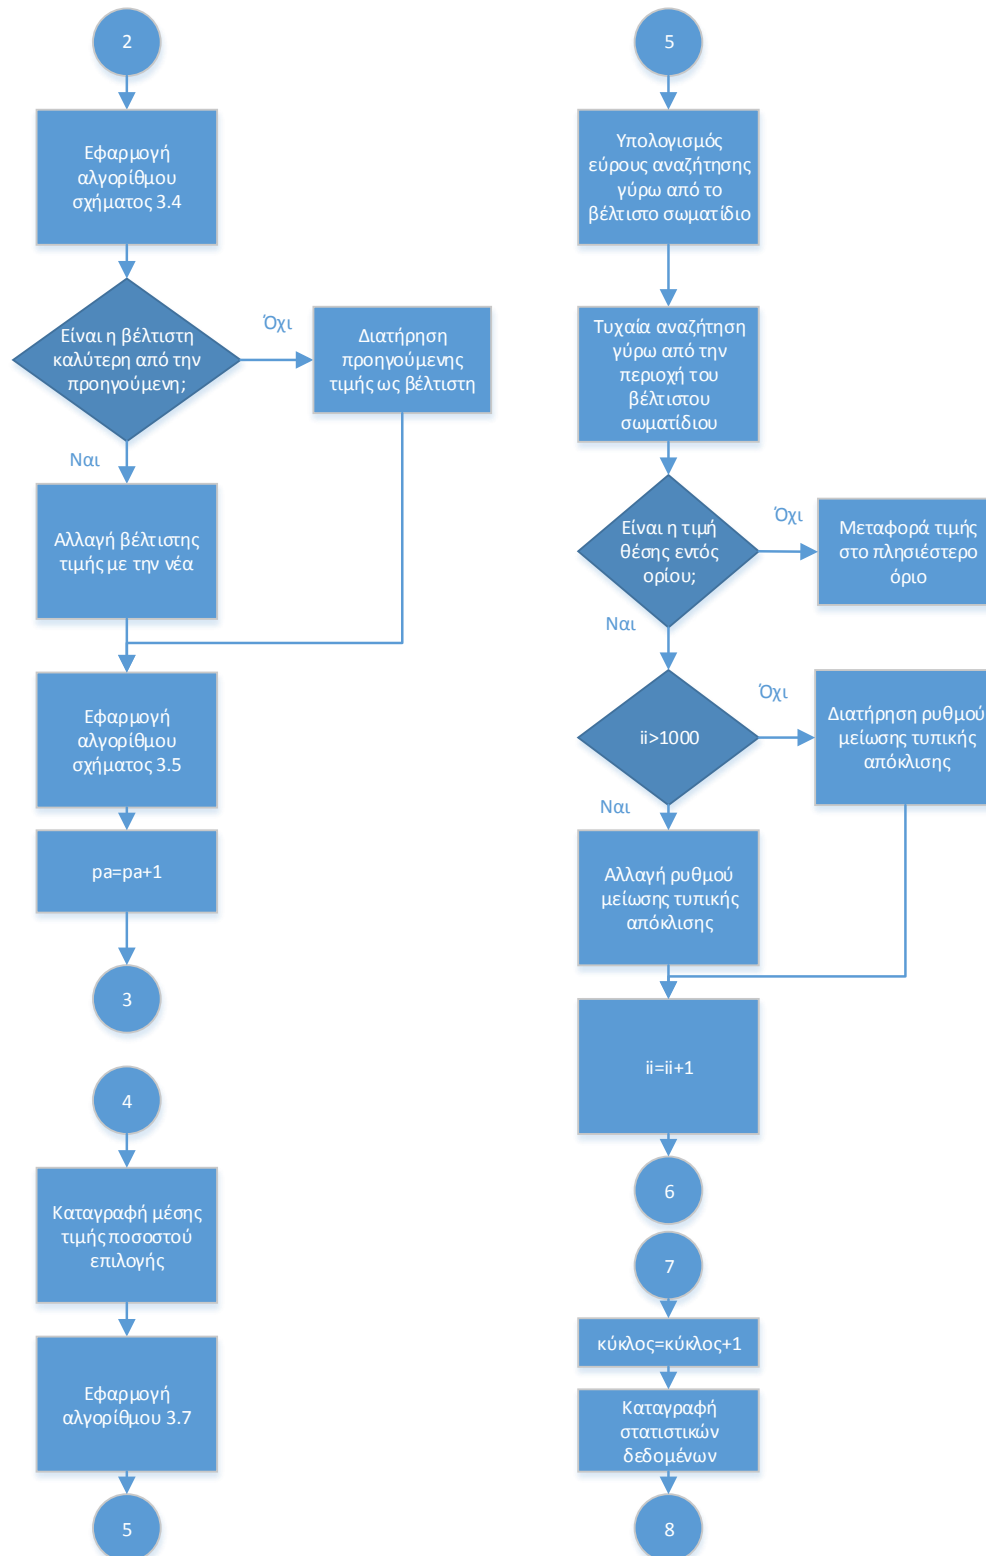 2
Εφαρμογή
αλγορίθμου
σχήματος 3.4
Είναι η βέλτιστη
καλύτερη από την
προηγούμενη;
Όχι
Διατήρηση
προηγούμενης
τιμής ως βέλτιστη
Ναι
Αλλαγή βέλτιστης
τιμής με την νέα
Εφαρμογή
αλγορίθμου
σχήματος 3.5
pa=pa+1
3
4
Καταγραφή μέσης
τιμής ποσοστού
επιλογής
Εφαρμογή
αλγορίθμου 3.7
5
5
Υπολογισμός
εύρους αναζήτησης
γύρω από το
βέλτιστο σωματίδιο
Τυχαία αναζήτηση
γύρω από την
περιοχή του
βέλτιστου
σωματίδιου
Είναι η τιμή
θέσης εντός
ορίου;
Όχι
Μεταφορά τιμής
στο πλησιέστερο
όριο
Ναι
ii>1000
Όχι
Διατήρηση ρυθμού
μείωσης τυπικής
απόκλισης
Ναι
Αλλαγή ρυθμού
μείωσης τυπικής
απόκλισης
ii=ii+1
6
7
κύκλος=κύκλος+1
Καταγραφή
στατιστικών
δεδομένων
8